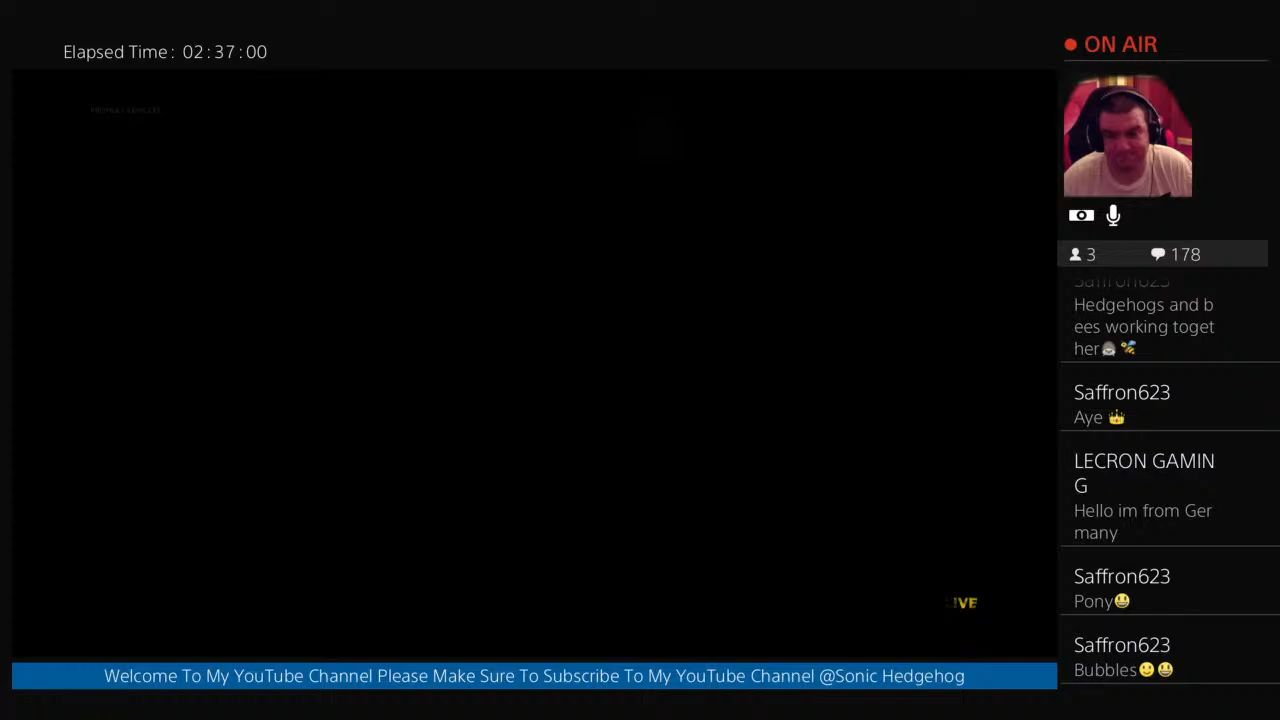 Elapsed Time: 02:37:00
ON AIR
3 178
Saffron623
Hedgehogs and b
ees working toget
her
Saffron623
Aye
LECRON GAMIN
G
Hello im from Ger
many
Saffron623
Pony
Saffron623
Bubbles
LIVE
Welcome To My YouTube Channel Please Make Sure To Subscribe To My YouTube Channel @Sonic Hedgehog